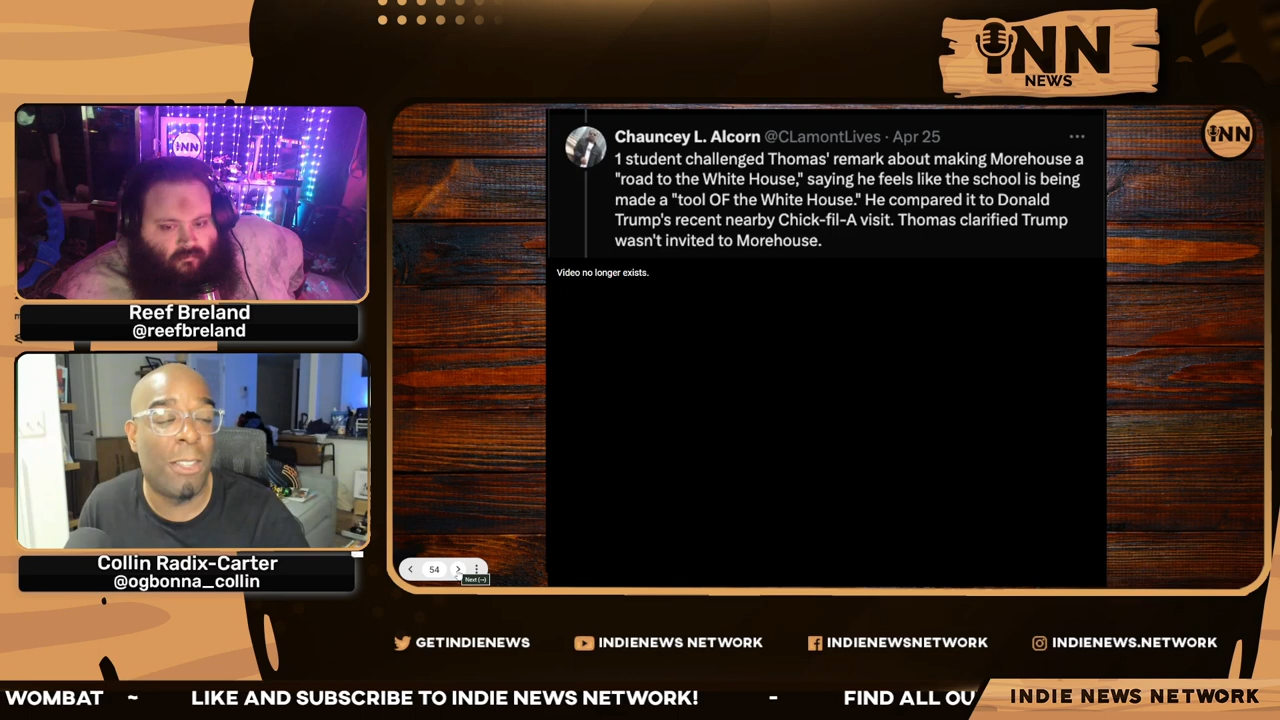 INN
NEWS
INN
INN
Chauncey L. Alcorn @CLamontLives · Apr 25
1 student challenged Thomas' remark about making Morehouse a
"road to the White House," saying he feels like the school is being
made a "tool OF the White House." He compared it to Donald
Trump's recent nearby Chick-fil-A visit. Thomas clarified Trump
wasn't invited to Morehouse.
Video no longer exists.
Reef Breland
@reefbreland
Collin Radix-Carter
@ogbonna_collin
54
Next (→)
GETINDIENEWS
INDIENEWS NETWORK
INDIENEWSNETWORK
INDIENEWS.NETWORK
WOMBAT ~ LIKE AND SUBSCRIBE TO INDIE NEWS NETWORK! - FIND ALL OU
INDIE NEWS NETWORK